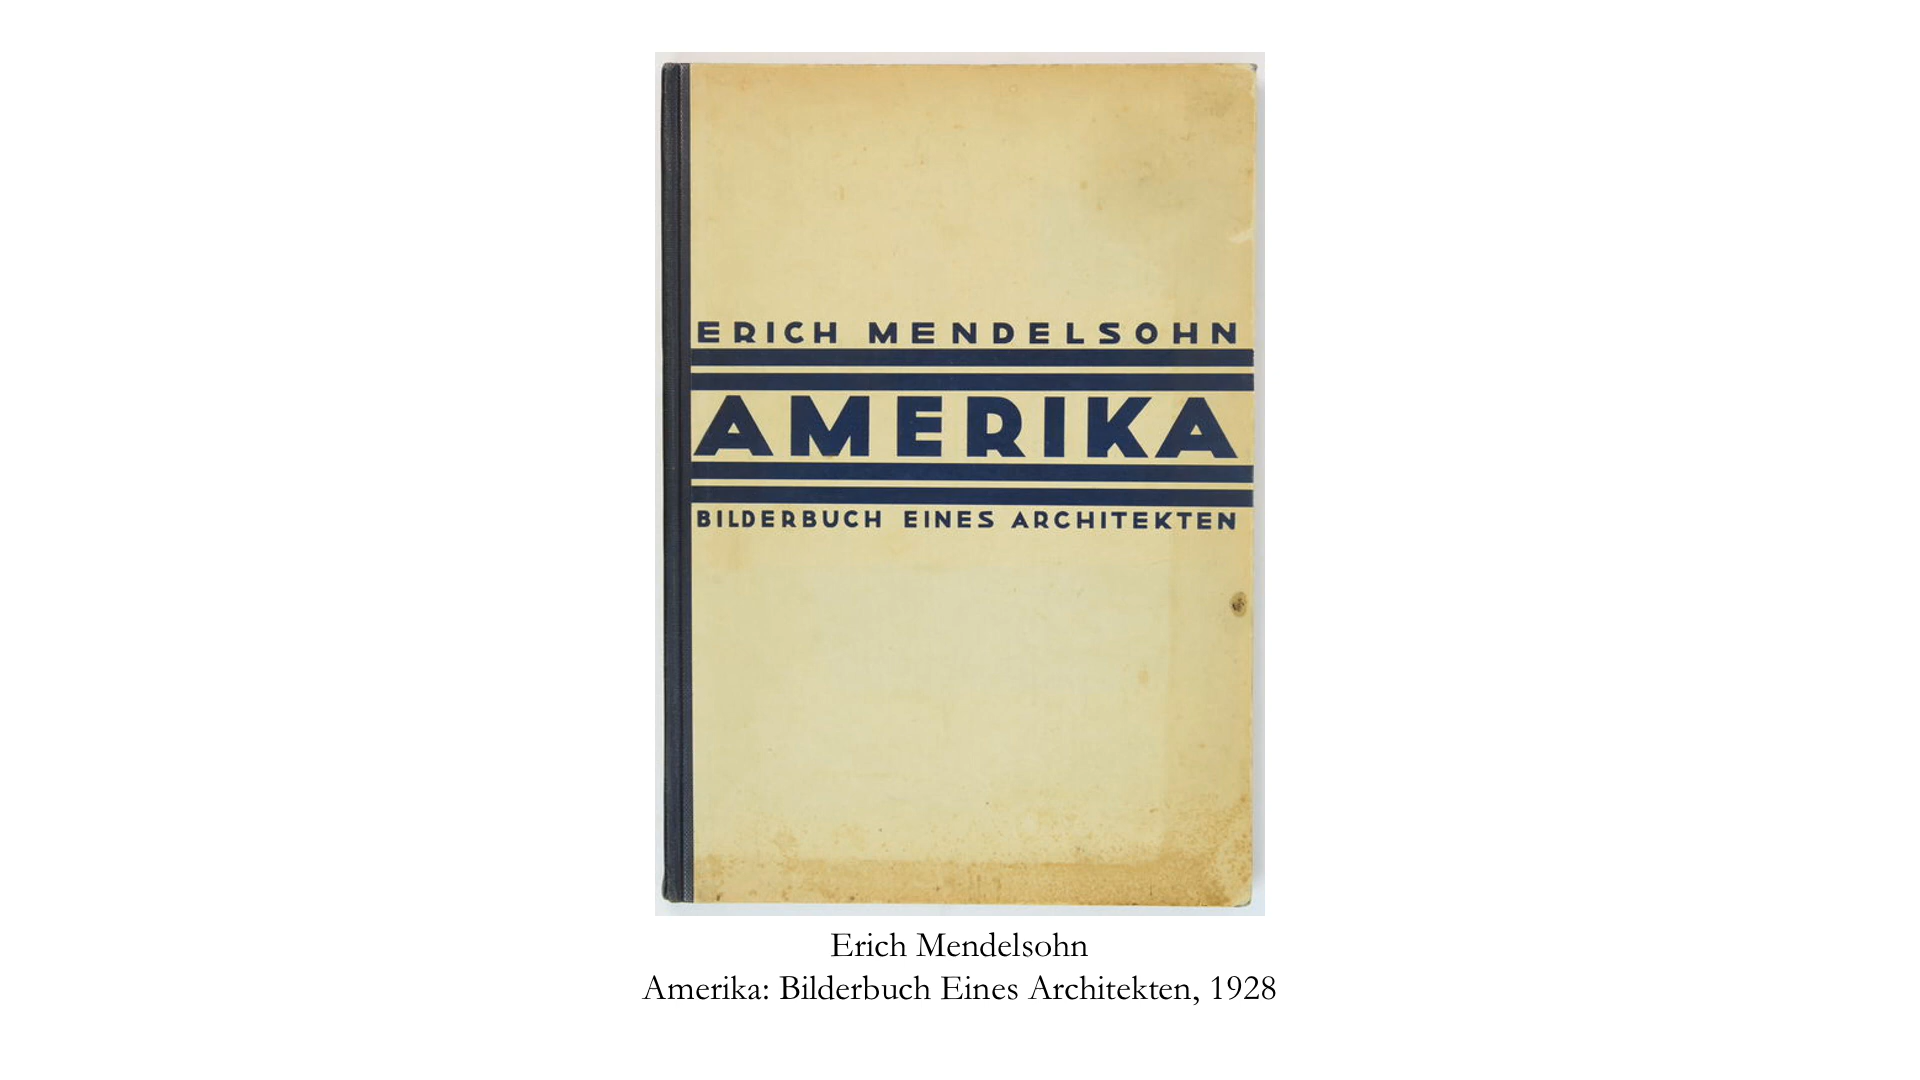 ERICH MENDELSOHN
AMERIKA
BILDERBUCH EINES ARCHITEKTEN
Erich Mendelsohn
Amerika: Bilderbuch Eines Architekten, 1928